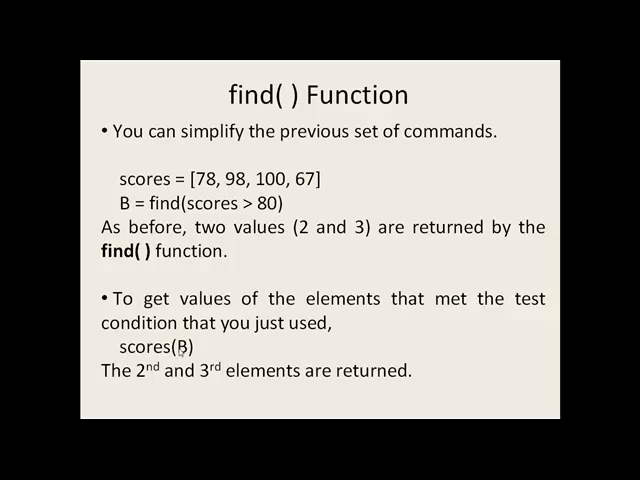 find( ) Function
• You can simplify the previous set of commands.
scores = [78, 98, 100, 67]
B = find(scores > 80)
As before, two values (2 and 3) are returned by the
find( ) function.
• To get values of the elements that met the test
condition that you just used,
scores(B)
The 2nd and 3rd elements are returned.